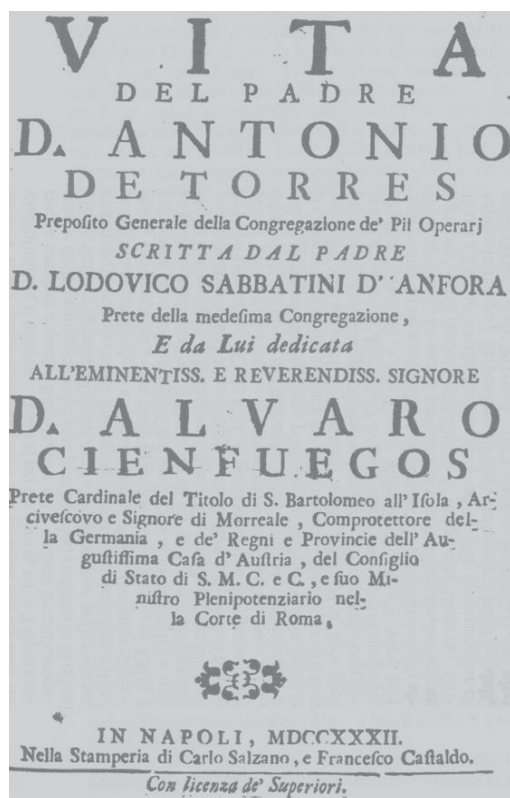 VITA
DEL PADRE
D. ANTONIO
DE TORRES
Prepoſito Generale della Congregazione de' Pii Operarj
SCRITTA DAL PADRE
D. LODOVICO SABBATINI D' ANFORA
Prete della medeſima Congregazione,
E da Lui dedicata
ALL'EMINENTISS. E REVERENDISS. SIGNORE
D. ALVARO
CIENFUEGOS
Prete Cardinale del Titolo di S. Bartolomeo all' Iſola, Ar-
civeſcovo e Signore di Morreale, Comprotettore del-
la Germania, e de' Regni e Provincie dell' Au-
guſtiſſima Caſa d' Auſtria, del Conſiglio
di Stato di S. M. C. e C., e ſuo Mi-
niſtro Plenipotenziario nel-
la Corte di Roma.
IN NAPOLI, MDCCXXXII.
Nella Stamperia di Carlo Salzano, e Franceſco Caſtaldo.
Con licenza de' Superiori.